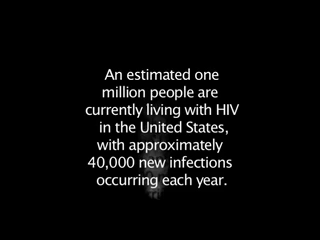 An estimated one
million people are
currently living with HIV
in the United States,
with approximately
40,000 new infections
occurring each year.